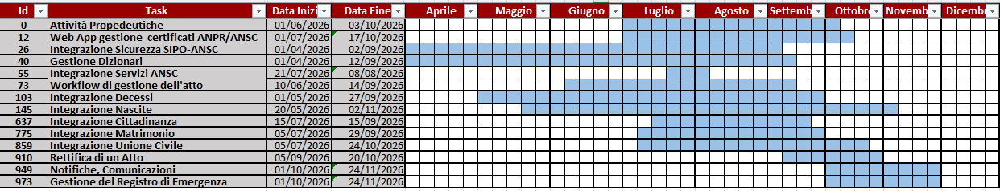 Id Task Data Inizi Data Fine Aprile Maggio Giugno Luglio Agosto Settemb Ottobre Novemb Dicemb
0 Attività Propedeutiche 01/06/2026 03/10/2026
12 Web App gestione certificati ANPR/ANSC 01/07/2026 17/10/2026
26 Integrazione Sicurezza SIPO-ANSC 01/04/2026 02/09/2026
40 Gestione Dizionari 01/04/2026 12/09/2026
55 Integrazione Servizi ANSC 21/07/2026 08/08/2026
73 Workflow di gestione dell'atto 10/06/2026 14/09/2026
103 Integrazione Decessi 01/05/2026 27/09/2026
145 Integrazione Nascite 20/05/2026 02/11/2026
637 Integrazione Cittadinanza 15/07/2026 15/09/2026
775 Integrazione Matrimonio 05/07/2026 29/09/2026
859 Integrazione Unione Civile 05/07/2026 24/10/2026
910 Rettifica di un Atto 05/09/2026 20/10/2026
949 Notifiche, Comunicazioni 01/10/2026 24/11/2026
973 Gestione del Registro di Emergenza 01/10/2026 24/11/2026